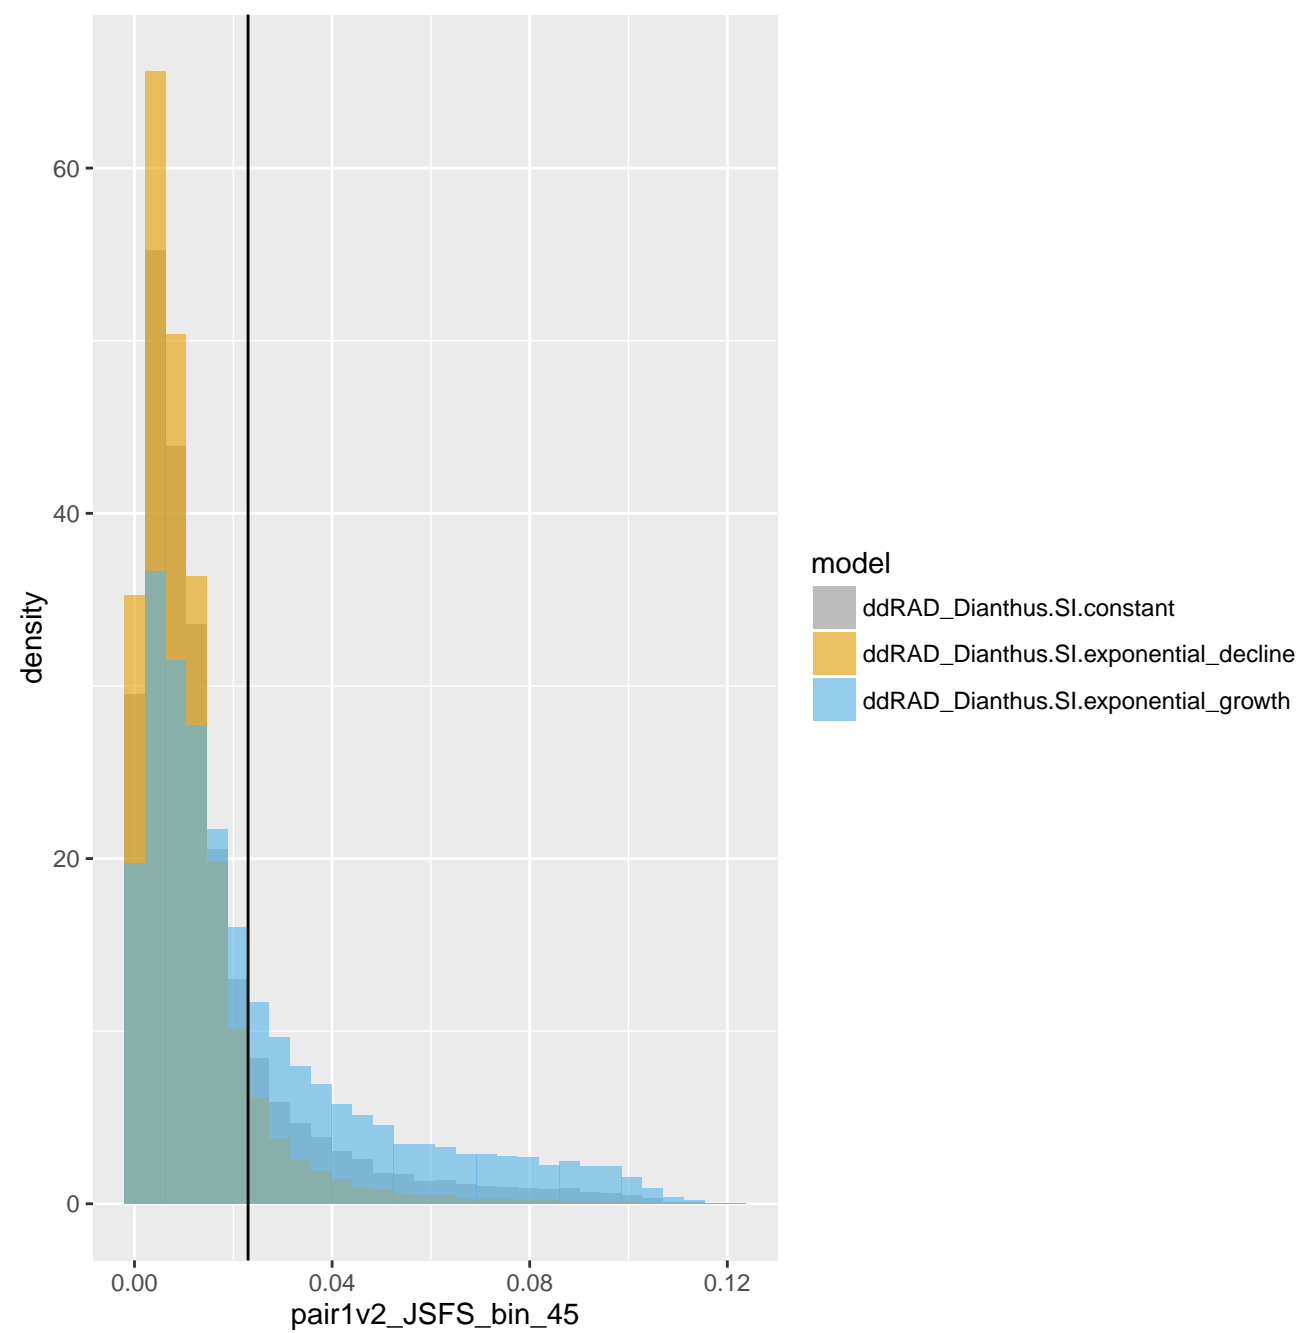 60
40
20
0
density
0.00
0.04
0.08
0.12
pair1v2_JSFS_bin_45
model
ddRAD_Dianthus.SI.constant
ddRAD_Dianthus.SI.exponential_decline
ddRAD_Dianthus.SI.exponential_growth